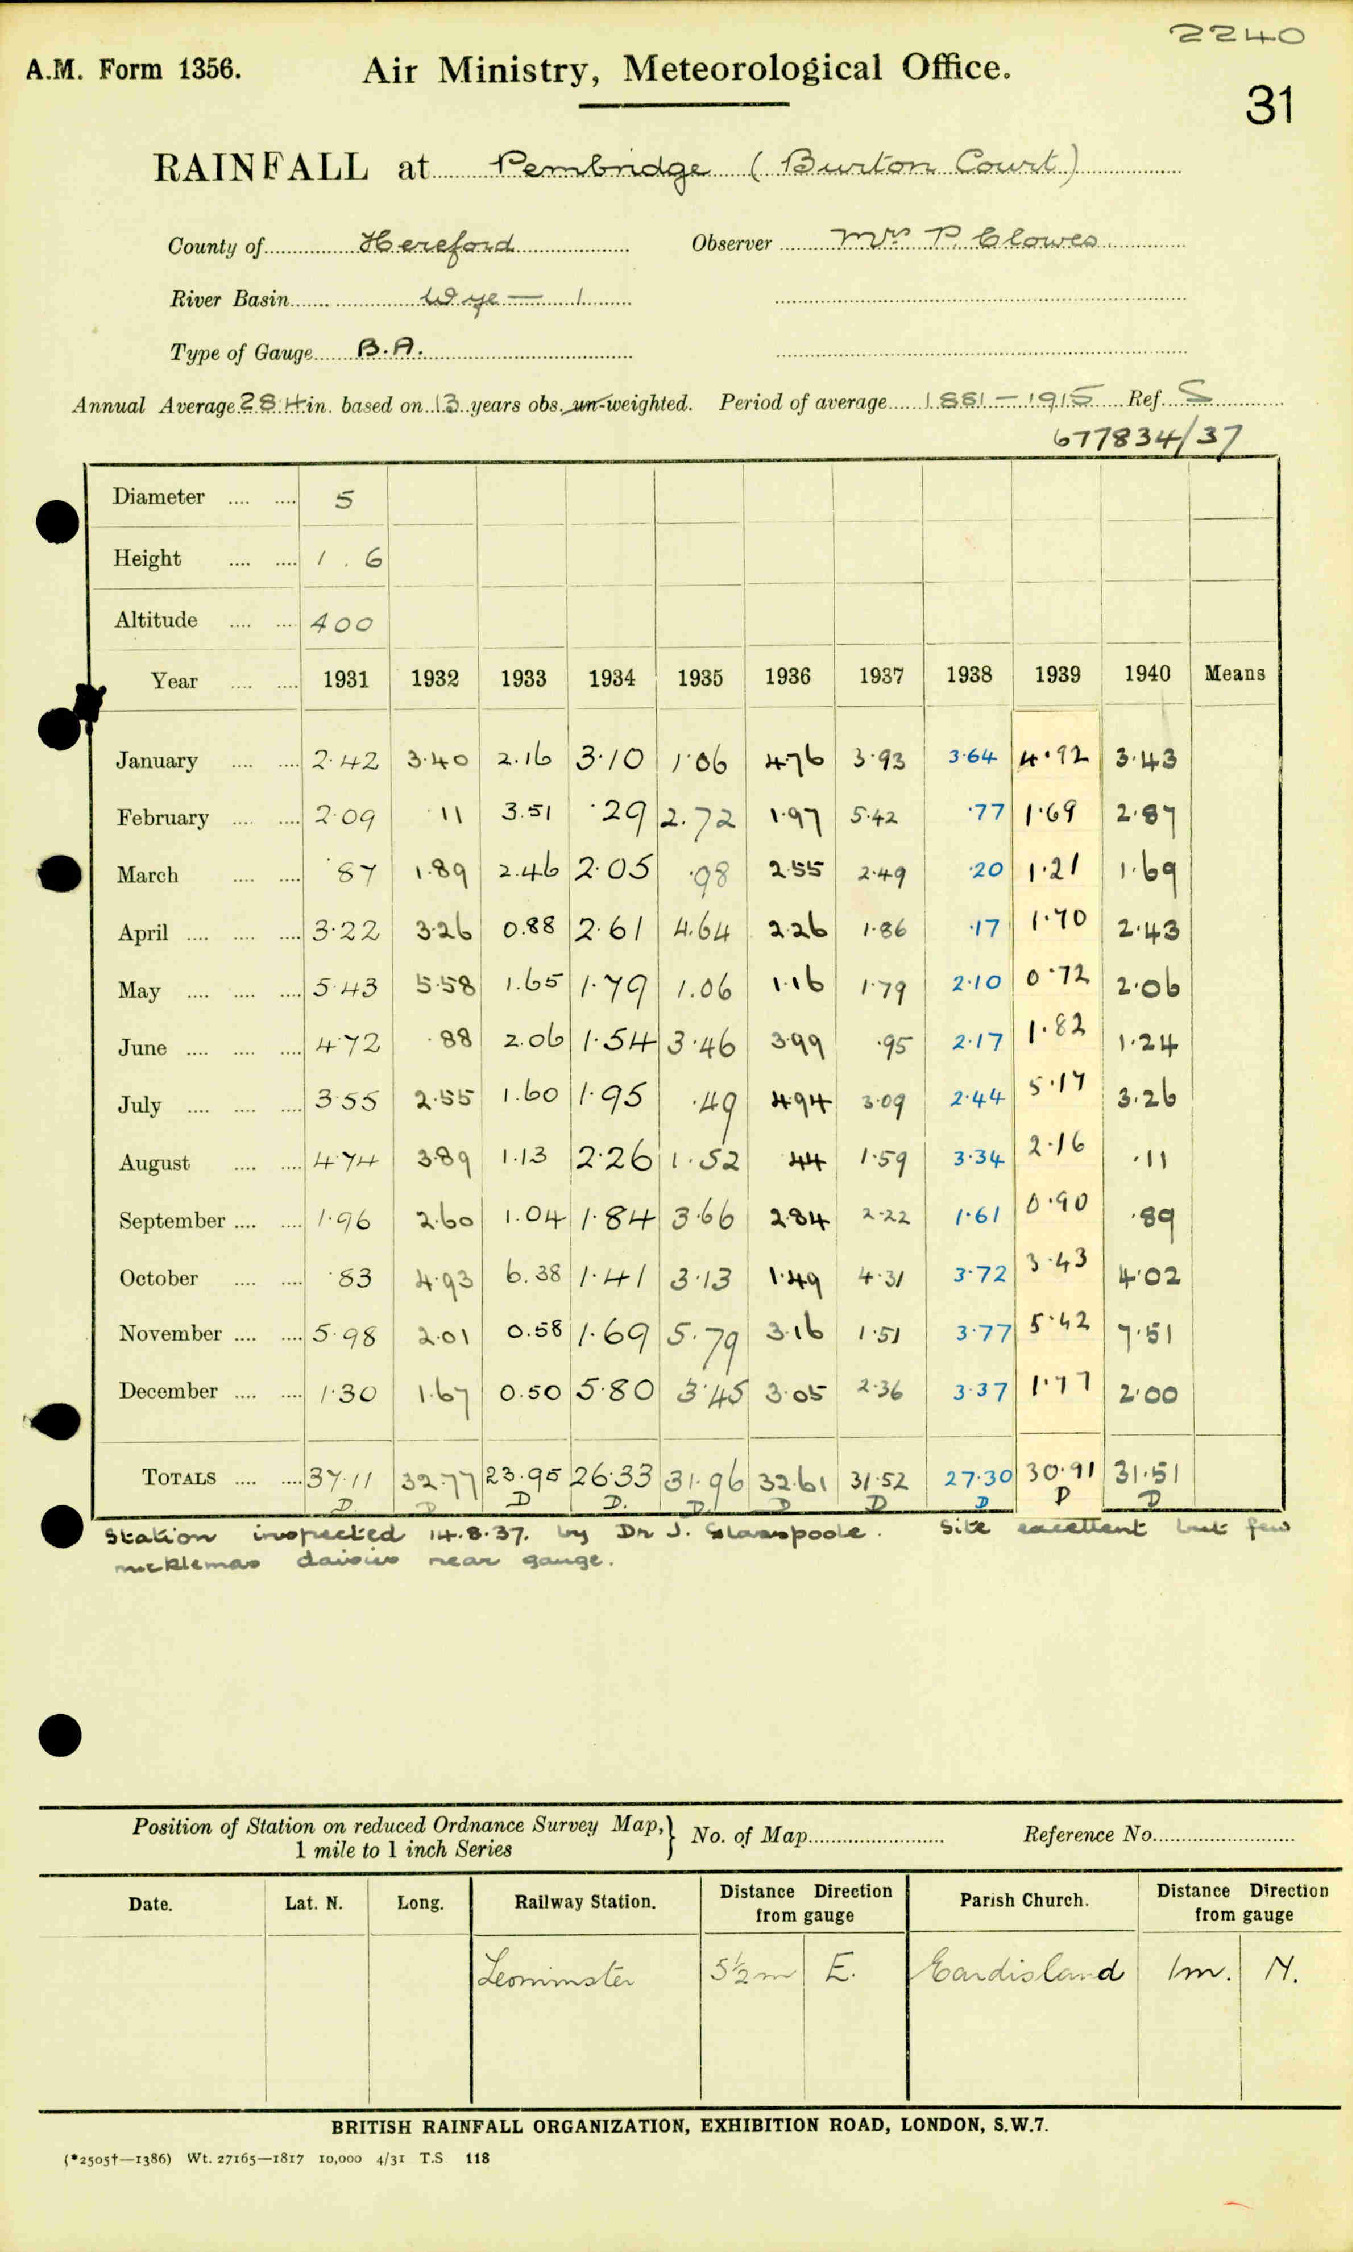 2240
A.M. Form 1356. Air Ministry, Meteorological Office.
31
RAINFALL at Pembridge (Burton Court)
County of Hereford Observer Mrs P. Clowes
River Basin Wye — 1
Type of Gauge B.A.
Annual Average 28.4 in. based on 13 years obs. un-weighted. Period of average 1881 – 1915 Ref. S
677834/37
Diameter .... .... 5
Height .... .... 1 . 6
Altitude .... .... 400
Year .... .... 1931 1932 1933 1934 1935 1936 1937 1938 1939 1940 Means
January .... .... 2.42 3.40 2.16 3.10 1.06 4.76 3.93 3.64 4.92 3.43
February .... .... 2.09 .11 3.51 .29 2.72 1.97 5.42 .77 1.69 2.87
March .... .... .87 1.89 2.46 2.05 .98 2.55 2.49 .20 1.21 1.69
April .... .... .... 3.22 3.26 0.88 2.61 4.64 2.26 1.86 .17 1.70 2.43
May .... .... .... 5.43 5.58 1.65 1.79 1.06 1.16 1.79 2.10 0.72 2.06
June .... .... .... 4.72 .88 2.06 1.54 3.46 3.99 .95 2.17 1.82 1.24
July .... .... .... 3.55 2.55 1.60 1.95 .49 4.94 3.09 2.44 5.17 3.26
August .... .... 4.74 3.89 1.13 2.26 1.52 .44 1.59 3.34 2.16 .11
September .... .... 1.96 2.60 1.04 1.84 3.66 2.84 2.22 1.61 0.90 .89
October .... .... .83 4.93 6.38 1.41 3.13 1.49 4.31 3.72 3.43 4.02
November .... .... 5.98 2.01 0.58 1.69 5.79 3.16 1.51 3.77 5.42 7.51
December .... .... 1.30 1.67 0.50 5.80 3.45 3.05 2.36 3.37 1.77 2.00
TOTALS .... .... 37.11 32.77 23.95 26.33 31.96 32.61 31.52 27.30 30.91 31.51
D D D D. D. D D D D D
Station inspected 14.8.37. by Dr J. Glasspoole. Site excellent but few
micklemas daisies near gauge.
Position of Station on reduced Ordnance Survey Map, } No. of Map Reference No.
1 mile to 1 inch Series
Date. Lat. N. Long. Railway Station. Distance Direction from gauge Parish Church. Distance Direction from gauge
Leominster 5½m E. Eardisland 1m. N.
BRITISH RAINFALL ORGANIZATION, EXHIBITION ROAD, LONDON, S.W.7.
(*2505†—1386) Wt. 27165—1817 10,000 4/31 T.S 118